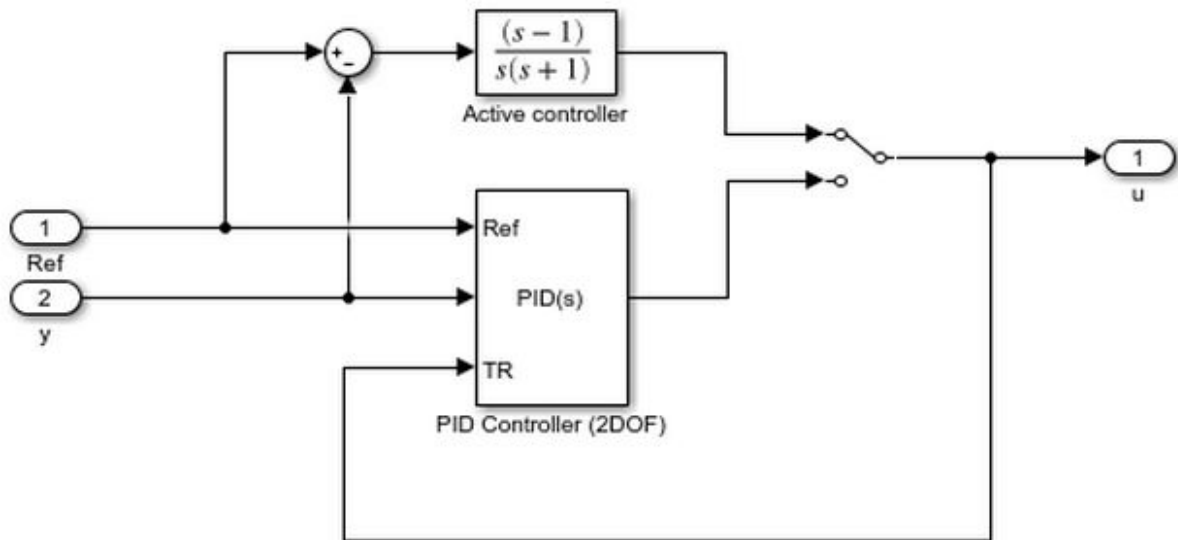 +
−
(s − 1)
s(s + 1)
Active controller
1
Ref
2
y
Ref
PID(s)
TR
PID Controller (2DOF)
1
u